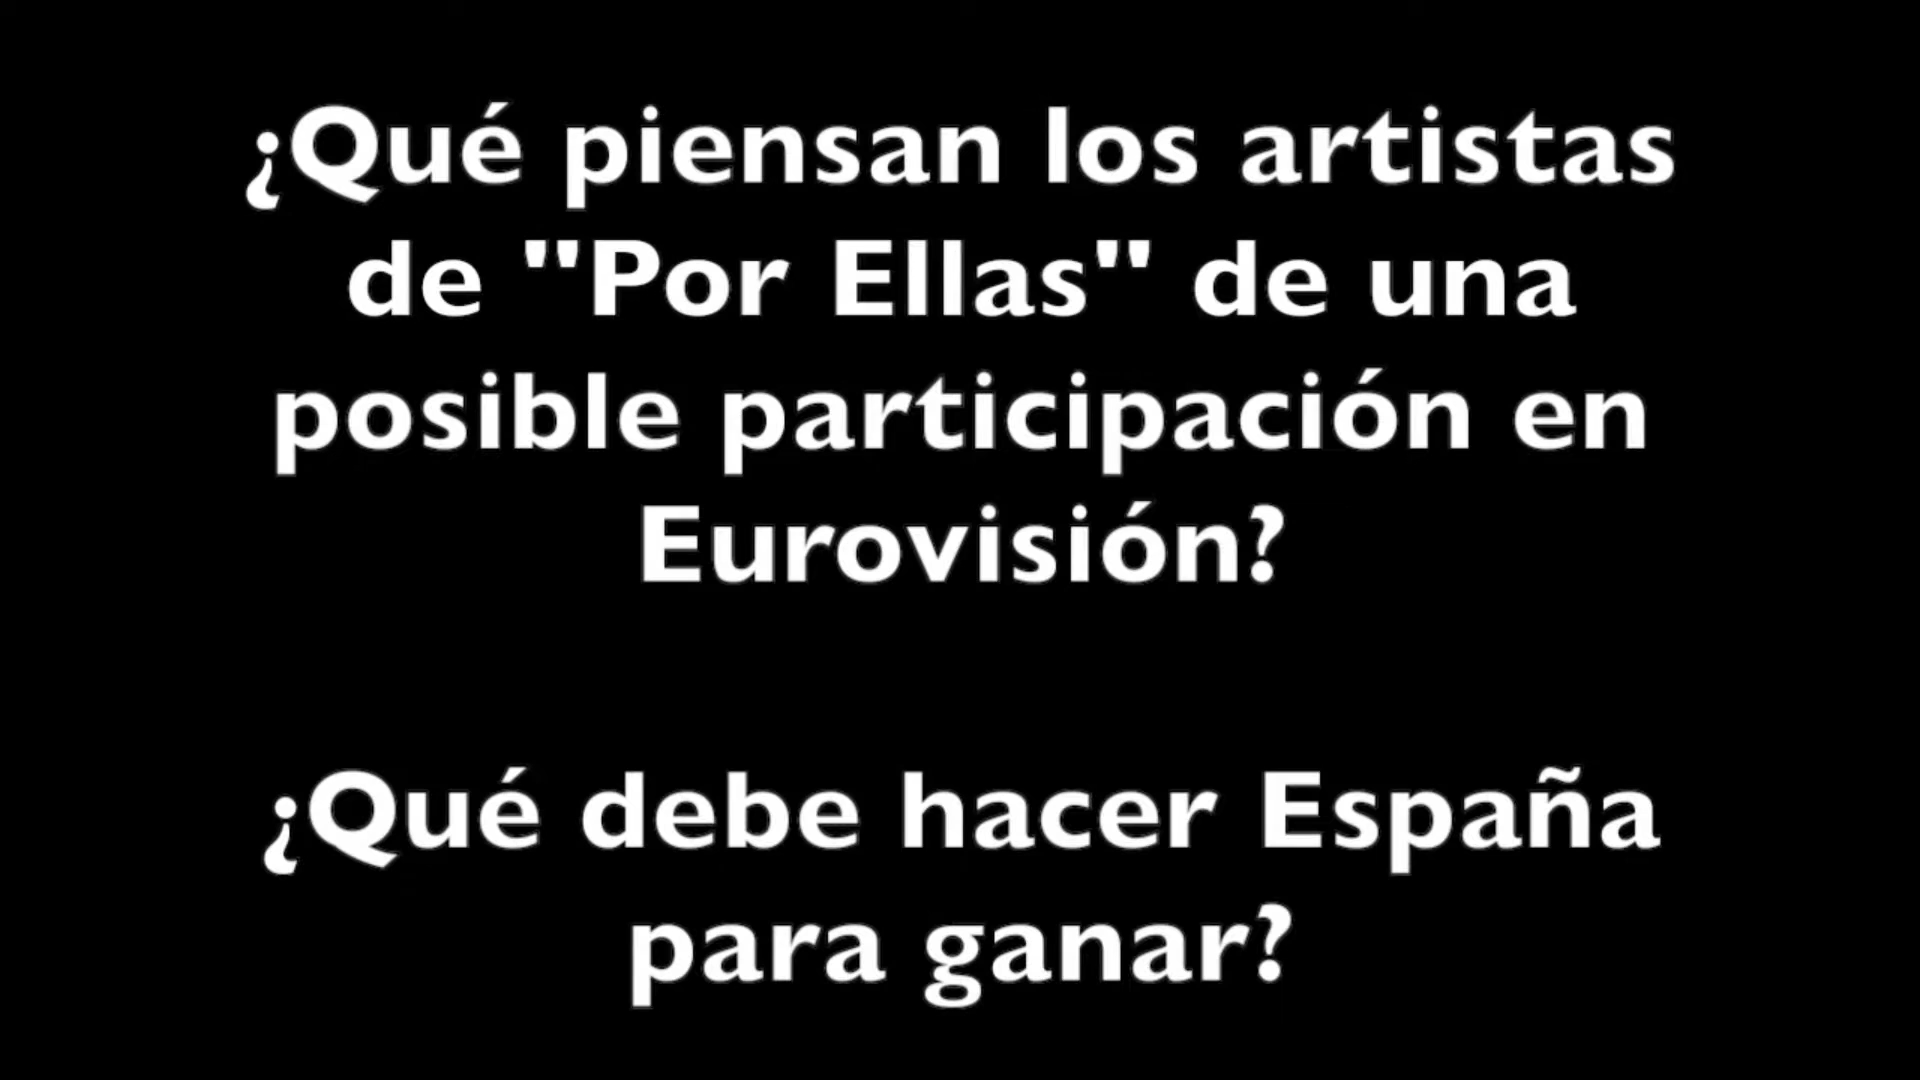 ¿Qué piensan los artistas
de "Por Ellas" de una
posible participación en
Eurovisión?
¿Qué debe hacer España
para ganar?